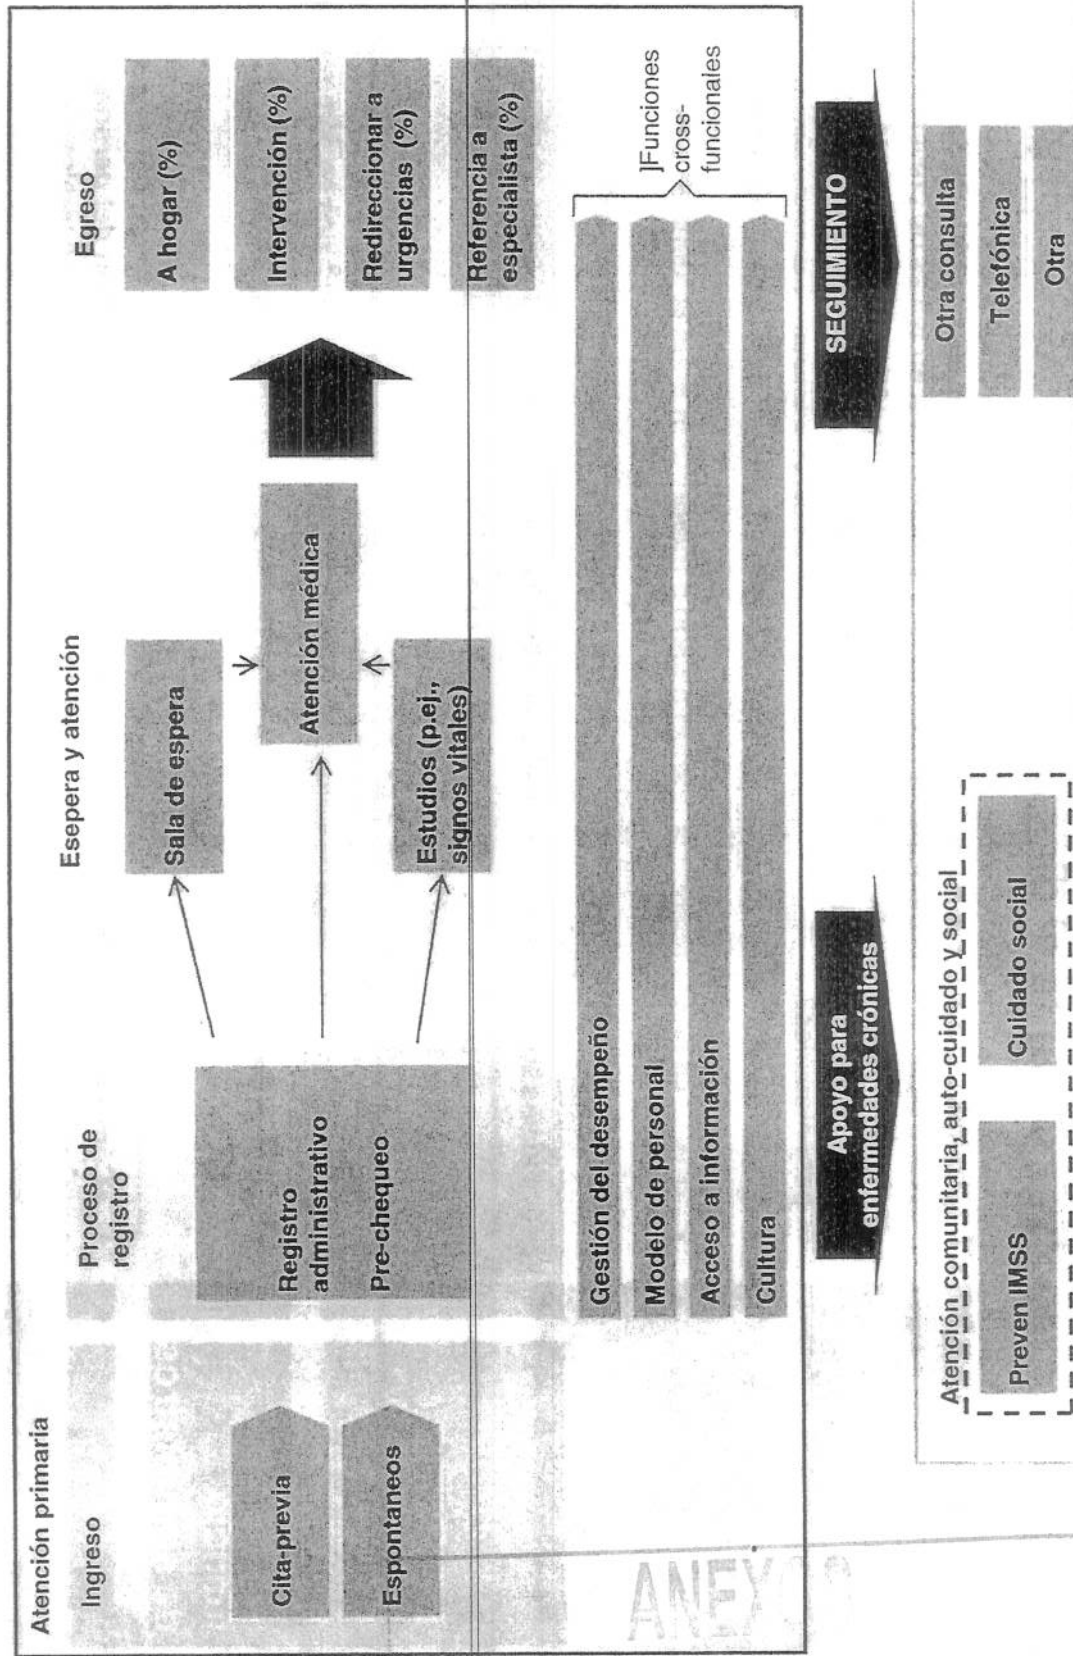 Atención primaria
Ingreso
Proceso de
registro
Esepera y atención
Egreso
Cita-previa
Espontaneos
Registro
administrativo
Pre-chequeo
Sala de espera
Atención médica
Estudios (p.ej.,
signos vitales)
A hogar (%)
Intervención (%)
Redireccionar a
urgencias (%)
Referencia a
especialista (%)
Gestión del desempeño
Modelo de personal
Acceso a información
Cultura
]Funciones
cross-
funcionales
Apoyo para
enfermedades crónicas
SEGUIMIENTO
Atención comunitaria, auto-cuidado y social
Preven IMSS
Cuidado social
Otra consulta
Telefónica
Otra